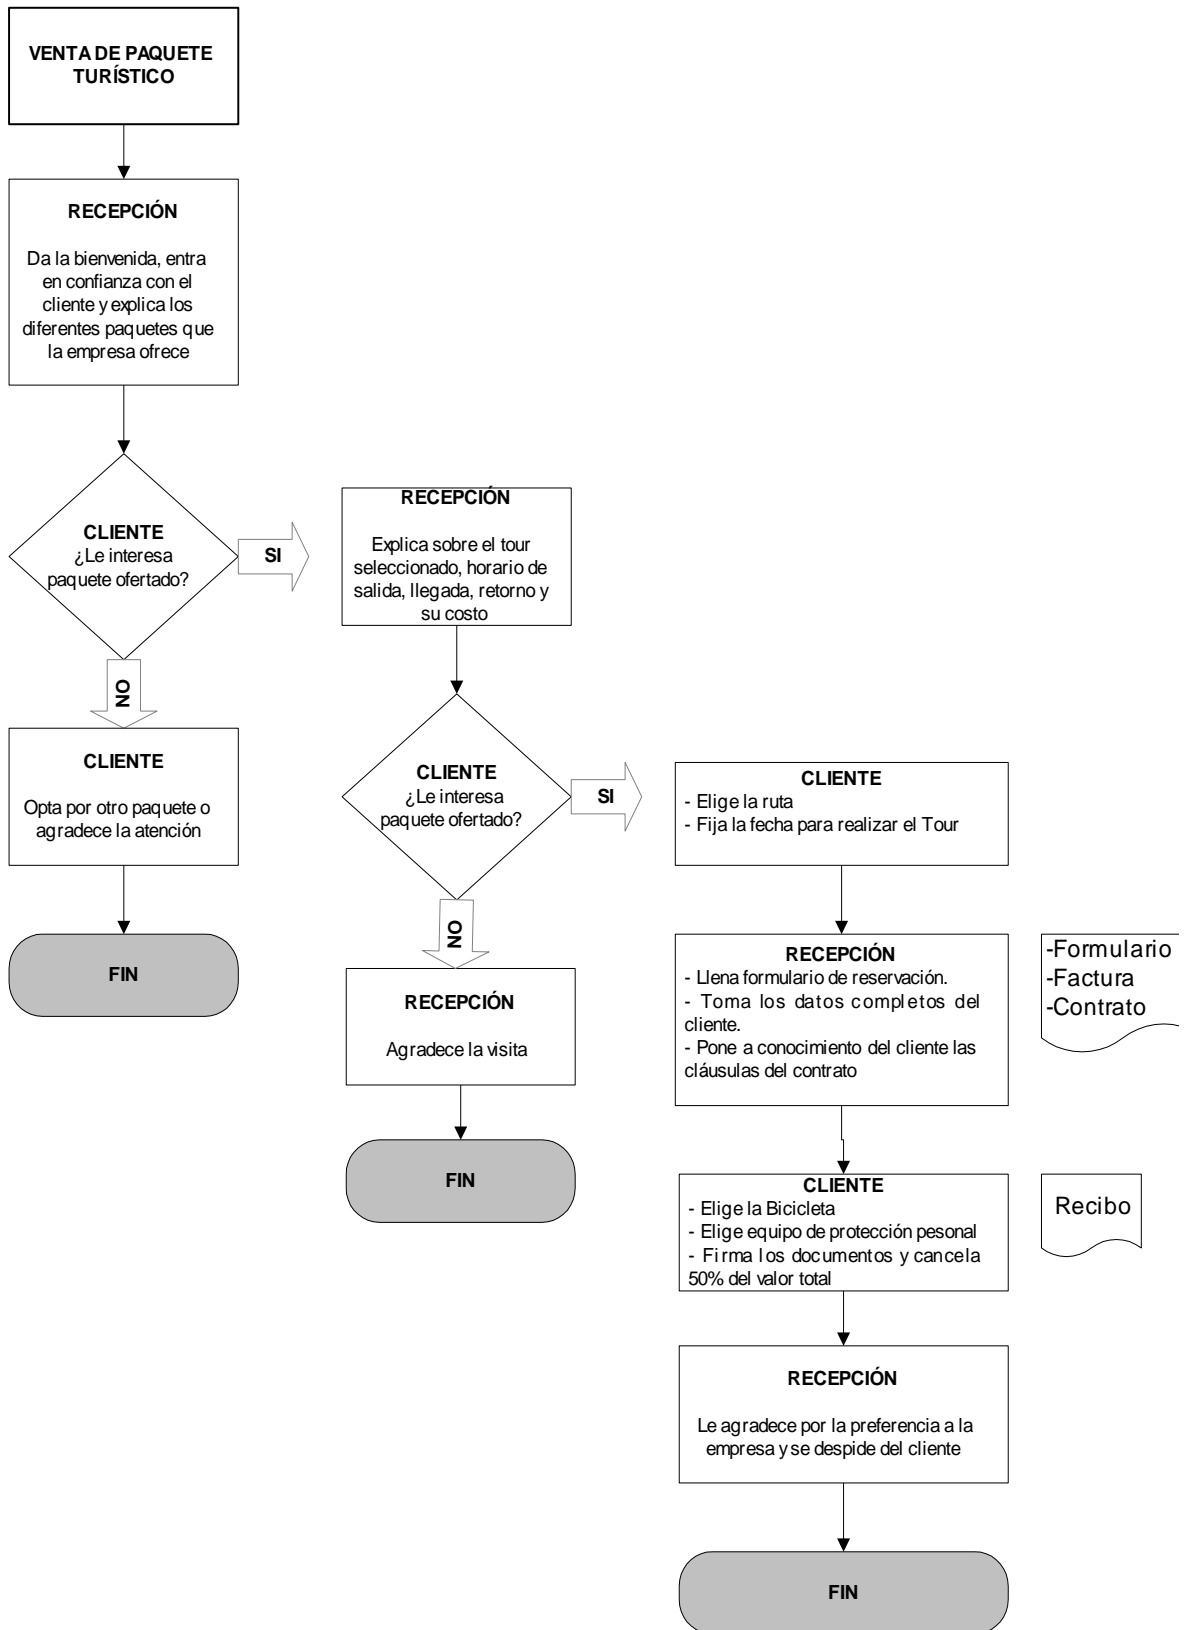 VENTA DE PAQUETE
TURÍSTICO
RECEPCIÓN
Da la bienvenida, entra
en confianza con el
cliente y explica los
diferentes paquetes que
la empresa ofrece
CLIENTE
¿Le interesa
paquete ofertado?
SI
NO
CLIENTE
Opta por otro paquete o
agradece la atención
FIN
RECEPCIÓN
Explica sobre el tour
seleccionado, horario de
salida, llegada, retorno y
su costo
CLIENTE
¿Le interesa
paquete ofertado?
SI
NO
RECEPCIÓN
Agradece la visita
FIN
CLIENTE
- Elige la ruta
- Fija la fecha para realizar el Tour
RECEPCIÓN
- Llena formulario de reservación.
- Toma los datos completos del
cliente.
- Pone a conocimiento del cliente las
cláusulas del contrato
-Formulario
-Factura
-Contrato
CLIENTE
- Elige la Bicicleta
- Elige equipo de protección pesonal
- Firma los documentos y cancela
50% del valor total
Recibo
RECEPCIÓN
Le agradece por la preferencia a la
empresa y se despide del cliente
FIN